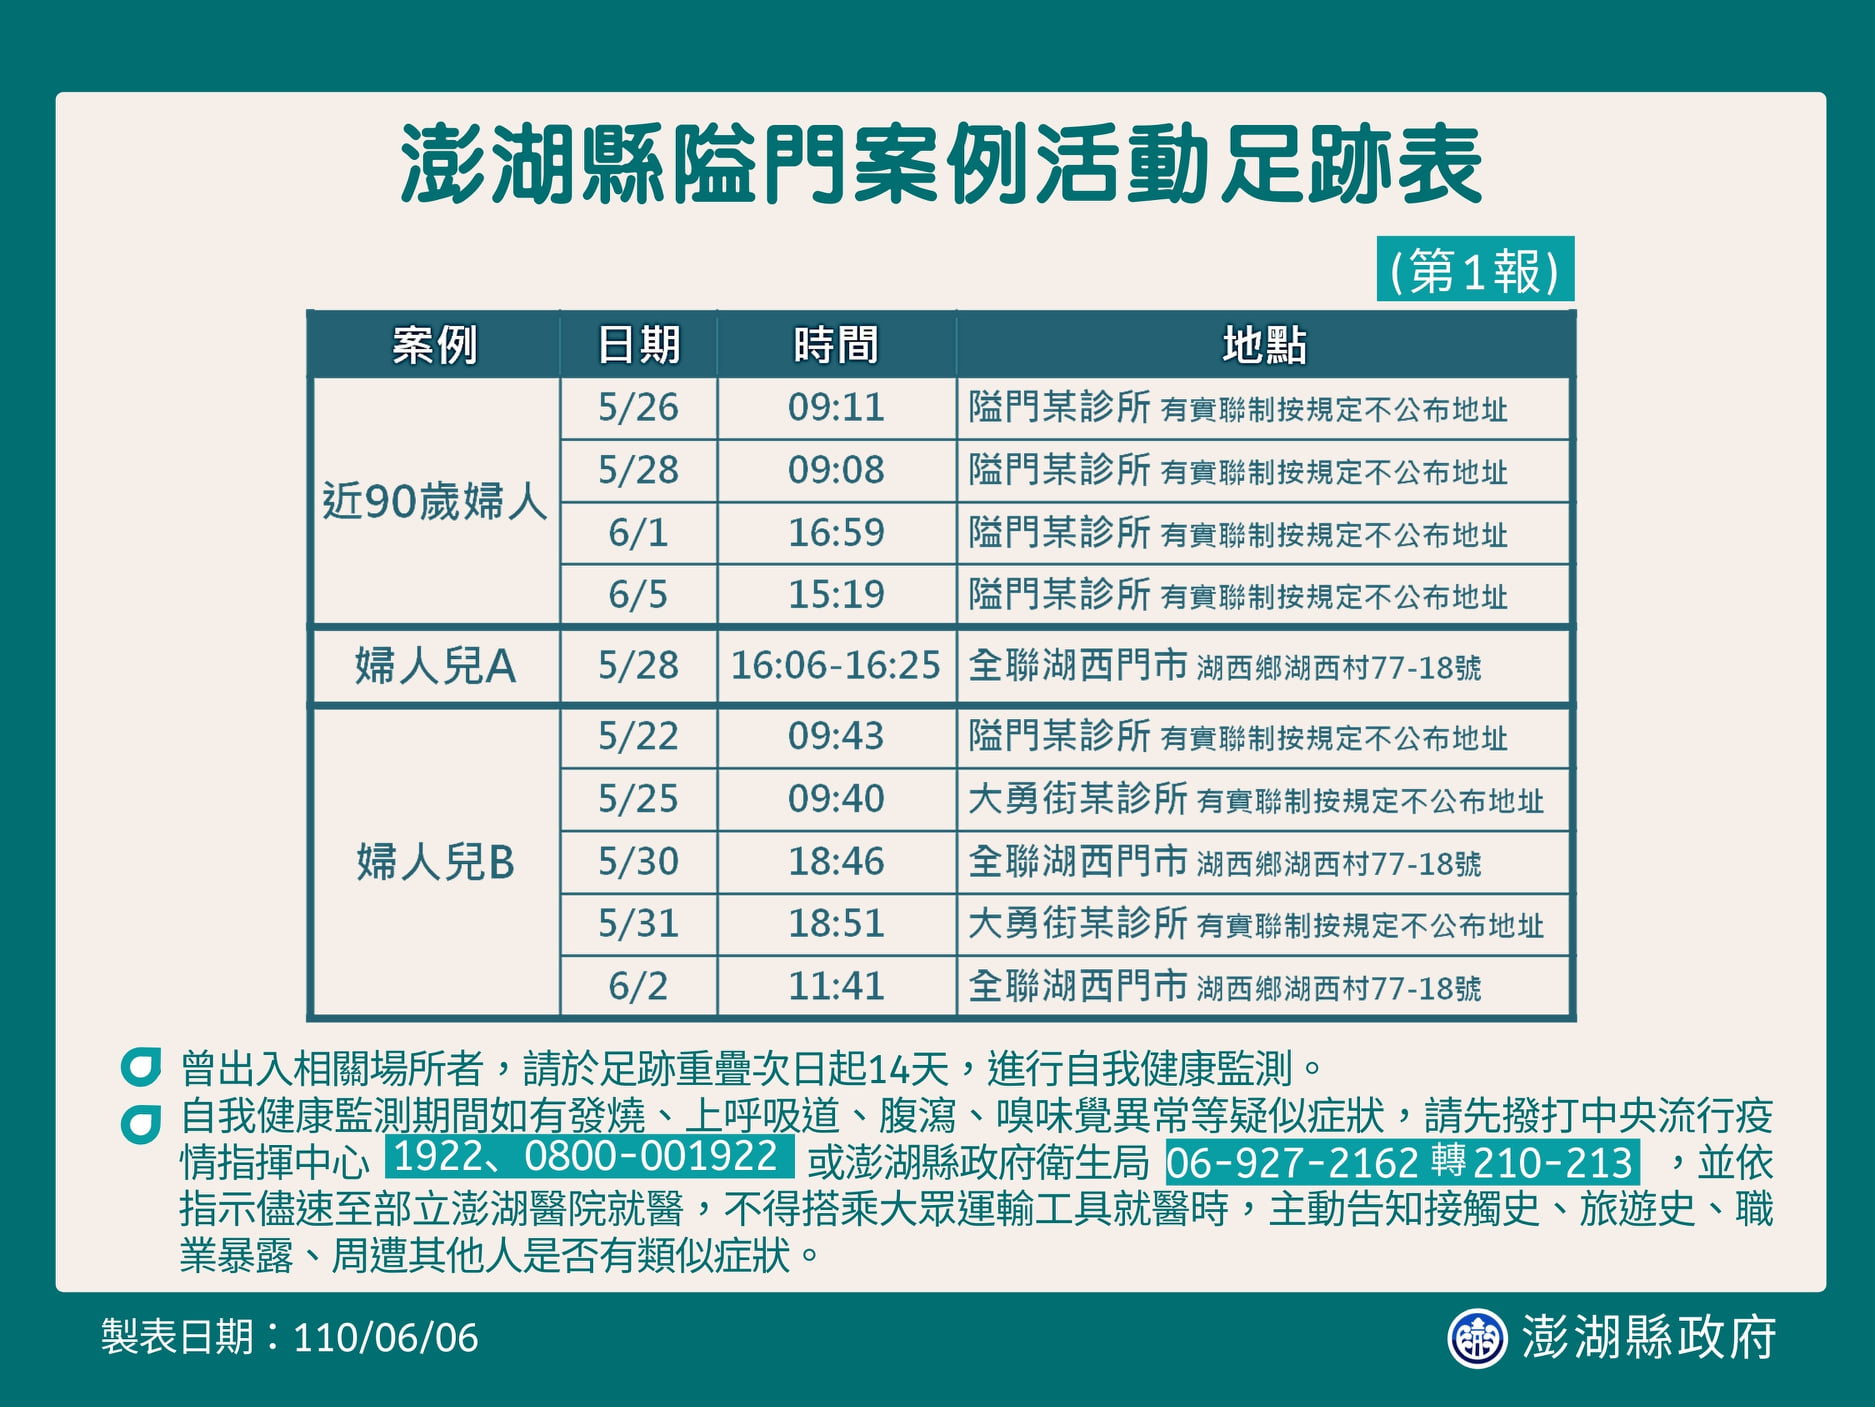 澎湖縣隘門案例活動足跡表
(第1報)
案例 日期 時間 地點
近90歲婦人 5/26 09:11 隘門某診所 有實聯制按規定不公布地址
5/28 09:08 隘門某診所 有實聯制按規定不公布地址
6/1 16:59 隘門某診所 有實聯制按規定不公布地址
6/5 15:19 隘門某診所 有實聯制按規定不公布地址
婦人兒A 5/28 16:06-16:25 全聯湖西門市 湖西鄉湖西村77-18號
婦人兒B 5/22 09:43 隘門某診所 有實聯制按規定不公布地址
5/25 09:40 大勇街某診所 有實聯制按規定不公布地址
5/30 18:46 全聯湖西門市 湖西鄉湖西村77-18號
5/31 18:51 大勇街某診所 有實聯制按規定不公布地址
6/2 11:41 全聯湖西門市 湖西鄉湖西村77-18號
曾出入相關場所者，請於足跡重疊次日起14天，進行自我健康監測。
自我健康監測期間如有發燒、上呼吸道、腹瀉、嗅味覺異常等疑似症狀，請先撥打中央流行疫
情指揮中心 1922、0800-001922 或澎湖縣政府衛生局 06-927-2162 轉 210-213 ，並依
指示儘速至部立澎湖醫院就醫，不得搭乘大眾運輸工具就醫時，主動告知接觸史、旅遊史、職
業暴露、周遭其他人是否有類似症狀。
製表日期：110/06/06
澎湖縣政府